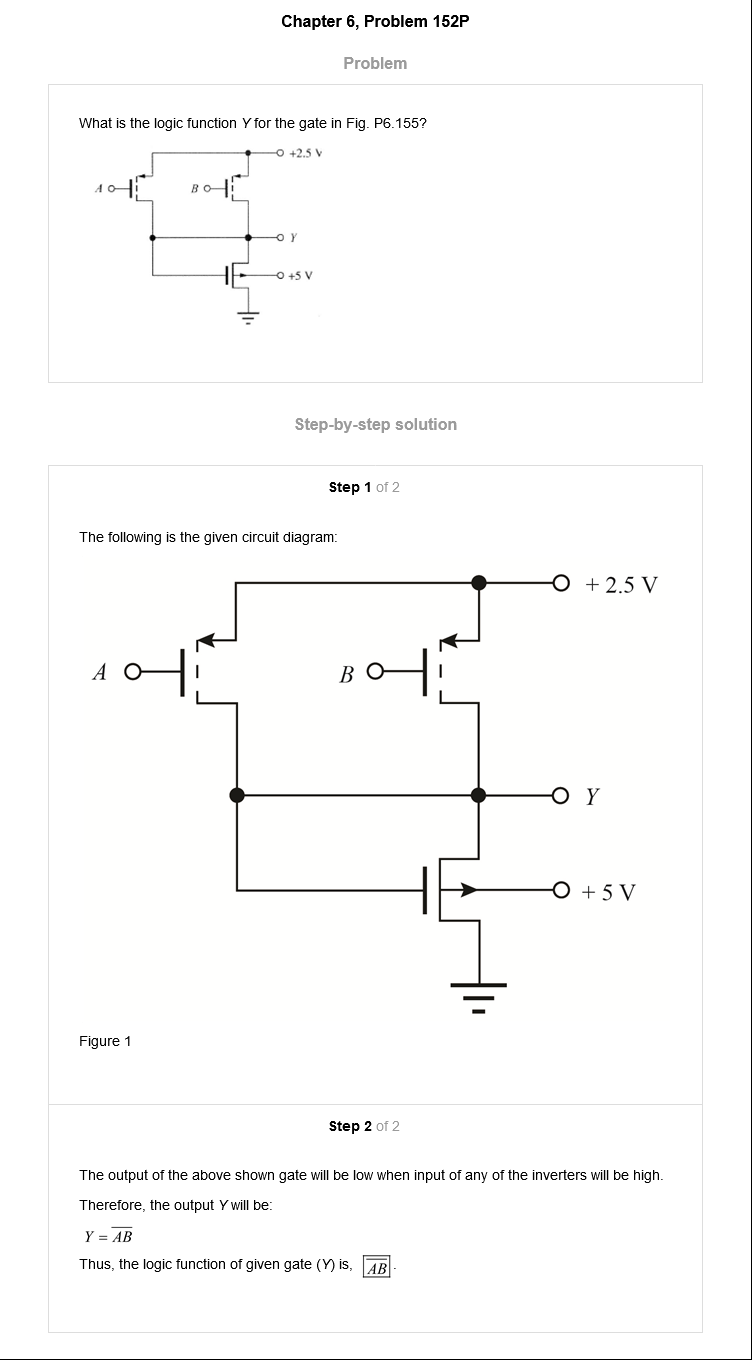 Chapter 6, Problem 152P
Problem
What is the logic function Y for the gate in Fig. P6.155?
+2.5 V
A
B
Y
+5 V
Step-by-step solution
Step 1 of 2
The following is the given circuit diagram:
+ 2.5 V
A
B
Y
+ 5 V
Figure 1
Step 2 of 2
The output of the above shown gate will be low when input of any of the inverters will be high.
Therefore, the output Y will be:
Y = \overline{AB}
Thus, the logic function of given gate (Y) is, \overline{AB} .